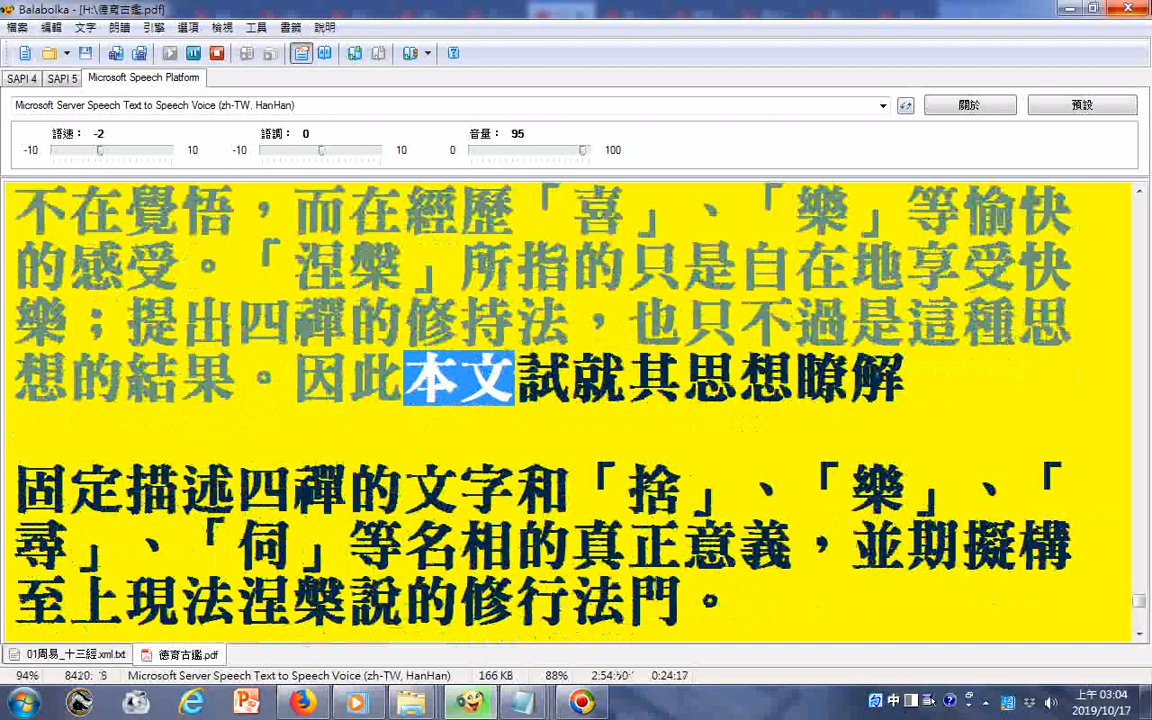 Balabolka - [H:\德育古鑑.pdf]
檔案 編輯 文字 朗讀 引擎 選項 檢視 工具 書籤 說明
SAPI 4 SAPI 5 Microsoft Speech Platform
Microsoft Server Speech Text to Speech Voice (zh-TW, HanHan) 關於 預設
語速： -2 語調： 0 音量： 95
-10 10 -10 10 0 100
不在覺悟，而在經歷「喜」、「樂」等愉快
的感受。「涅槃」所指的只是自在地享受快
樂；提出四禪的修持法，也只不過是這種思
想的結果。因此本文試就其思想瞭解
固定描述四禪的文字和「捨」、「樂」、「
尋」、「伺」等名相的真正意義，並期擬構
至上現法涅槃說的修行法門。
01周易_十三經.xml.txt 德育古鑑.pdf
94% Microsoft Server Speech Text to Speech Voice (zh-TW, HanHan) 166 KB 88% 0:24:17
中 上午 03:04
2019/10/17